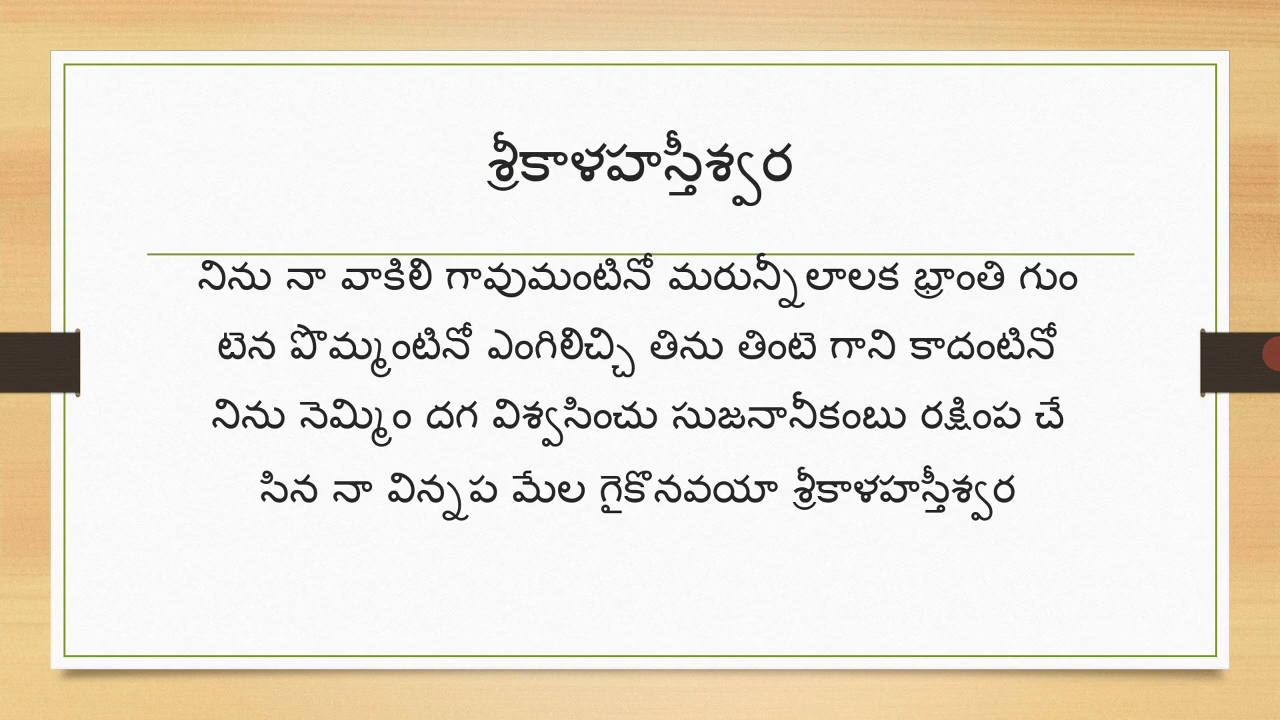 శ్రీకాళహస్తీశ్వర
నిను నా వాకిలి గావుమంటినో మరున్నీలాలక భ్రాంతి గుం
టెన పొమ్మంటినో ఎంగిలిచ్చి తిను తింటె గాని కాదంటినో
నిను నెమ్మిం దగ విశ్వసించు సుజనానీకంబు రక్షింప చే
సిన నా విన్నప మేల గైకొనవయా శ్రీకాళహస్తీశ్వర